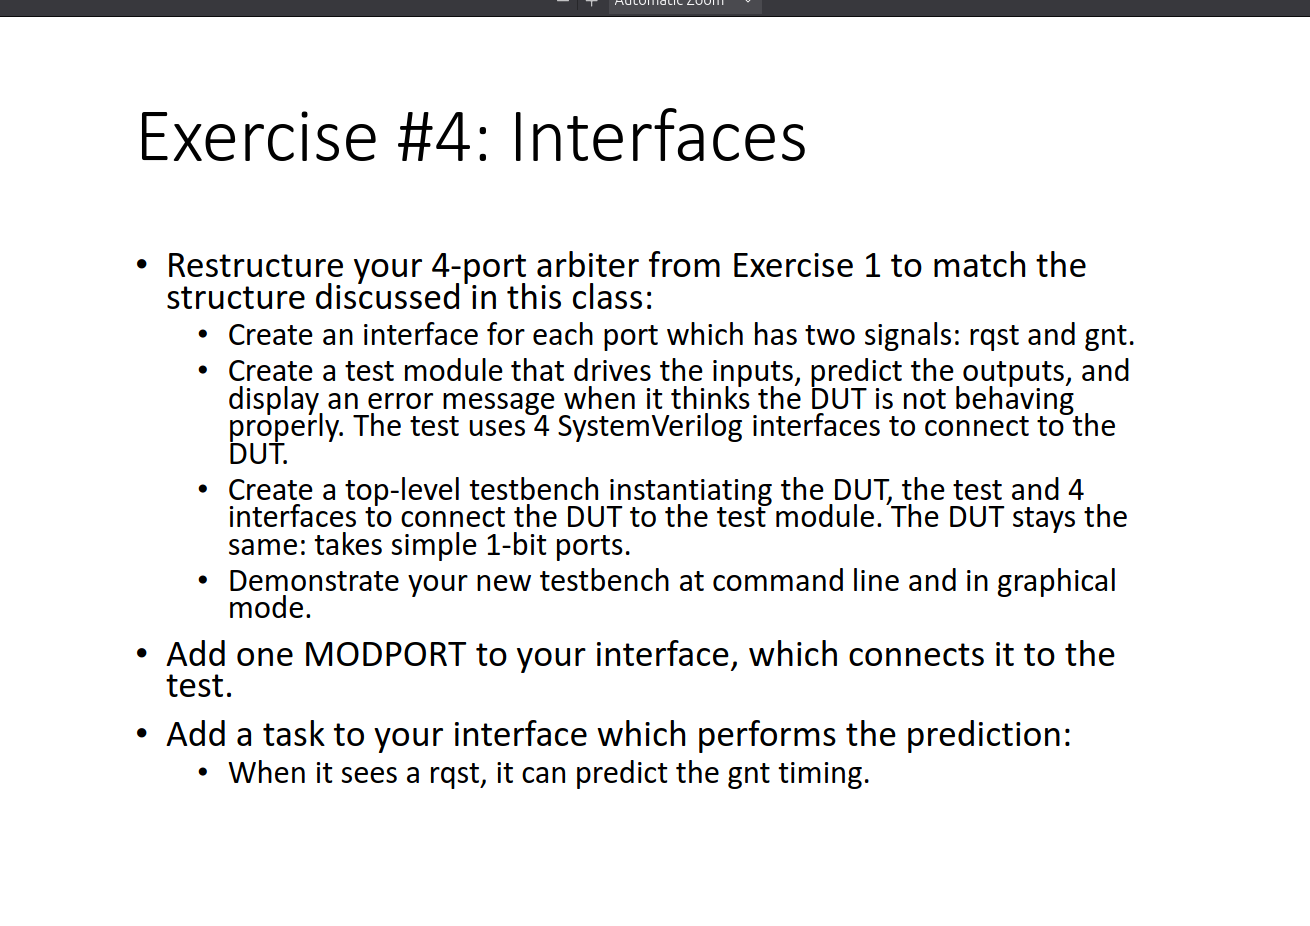 Automatic Zoom
Exercise #4: Interfaces
• Restructure your 4-port arbiter from Exercise 1 to match the
structure discussed in this class:
• Create an interface for each port which has two signals: rqst and gnt.
• Create a test module that drives the inputs, predict the outputs, and
display an error message when it thinks the DUT is not behaving
properly. The test uses 4 SystemVerilog interfaces to connect to the
DUT.
• Create a top-level testbench instantiating the DUT, the test and 4
interfaces to connect the DUT to the test module. The DUT stays the
same: takes simple 1-bit ports.
• Demonstrate your new testbench at command line and in graphical
mode.
• Add one MODPORT to your interface, which connects it to the
test.
• Add a task to your interface which performs the prediction:
• When it sees a rqst, it can predict the gnt timing.